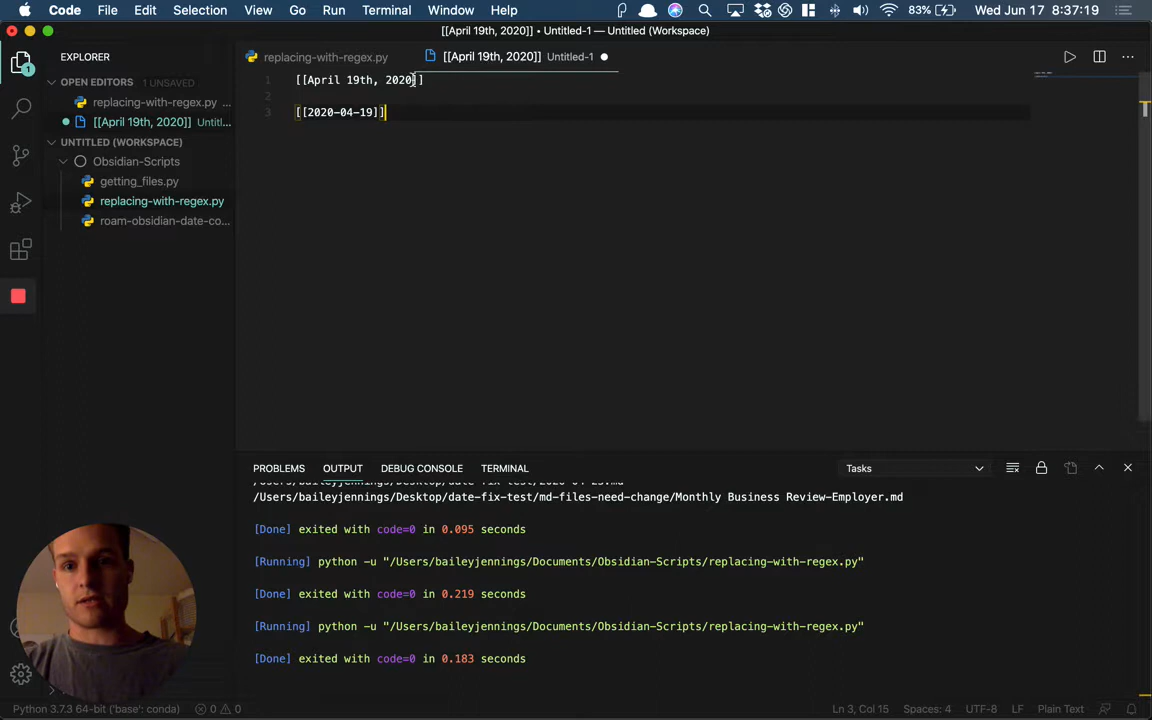 Code File Edit Selection View Go Run Terminal Window Help 83% Wed Jun 17 8:37:19
[[April 19th, 2020]] • Untitled-1 — Untitled (Workspace)
EXPLORER
replacing-with-regex.py
[[April 19th, 2020]] Untitled-1
OPEN EDITORS 1 UNSAVED
replacing-with-regex.py ...
[[April 19th, 2020]] Untitl...
UNTITLED (WORKSPACE)
Obsidian-Scripts
getting_files.py
replacing-with-regex.py
roam-obsidian-date-co...
1
1 [[April 19th, 2020]]
2
3 [[2020-04-19]]
PROBLEMS OUTPUT DEBUG CONSOLE TERMINAL Tasks
/Users/baileyjennings/Desktop/date-fix-test/md-files-need-change/Monthly Business Review-Employer.md
[Done] exited with code=0 in 0.095 seconds
[Running] python -u "/Users/baileyjennings/Documents/Obsidian-Scripts/replacing-with-regex.py"
[Done] exited with code=0 in 0.219 seconds
[Running] python -u "/Users/baileyjennings/Documents/Obsidian-Scripts/replacing-with-regex.py"
[Done] exited with code=0 in 0.183 seconds
Python 3.7.3 64-bit ('base': conda) 0 0 Ln 3, Col 15 Spaces: 4 UTF-8 LF Plain Text